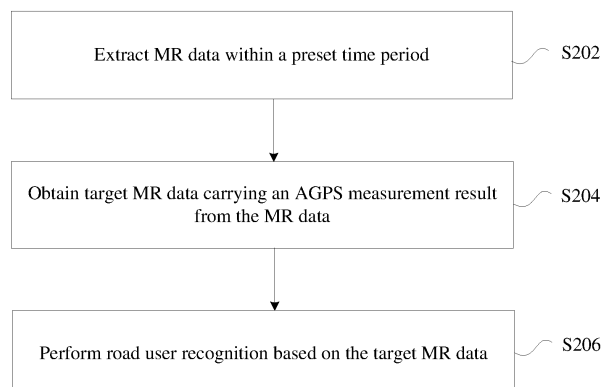 Extract MR data within a preset time period
S202
Obtain target MR data carrying an AGPS measurement result
from the MR data
S204
Perform road user recognition based on the target MR data
S206